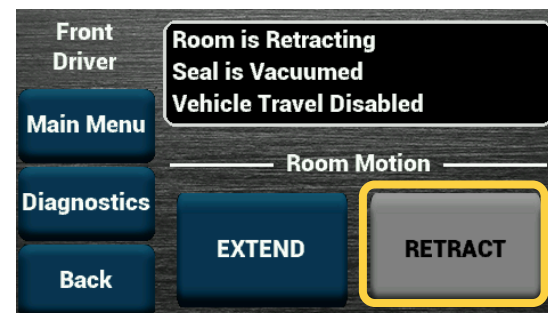 Front
Driver
Room is Retracting
Seal is Vacuumed
Vehicle Travel Disabled
Main Menu
Room Motion
Diagnostics
EXTEND
RETRACT
Back